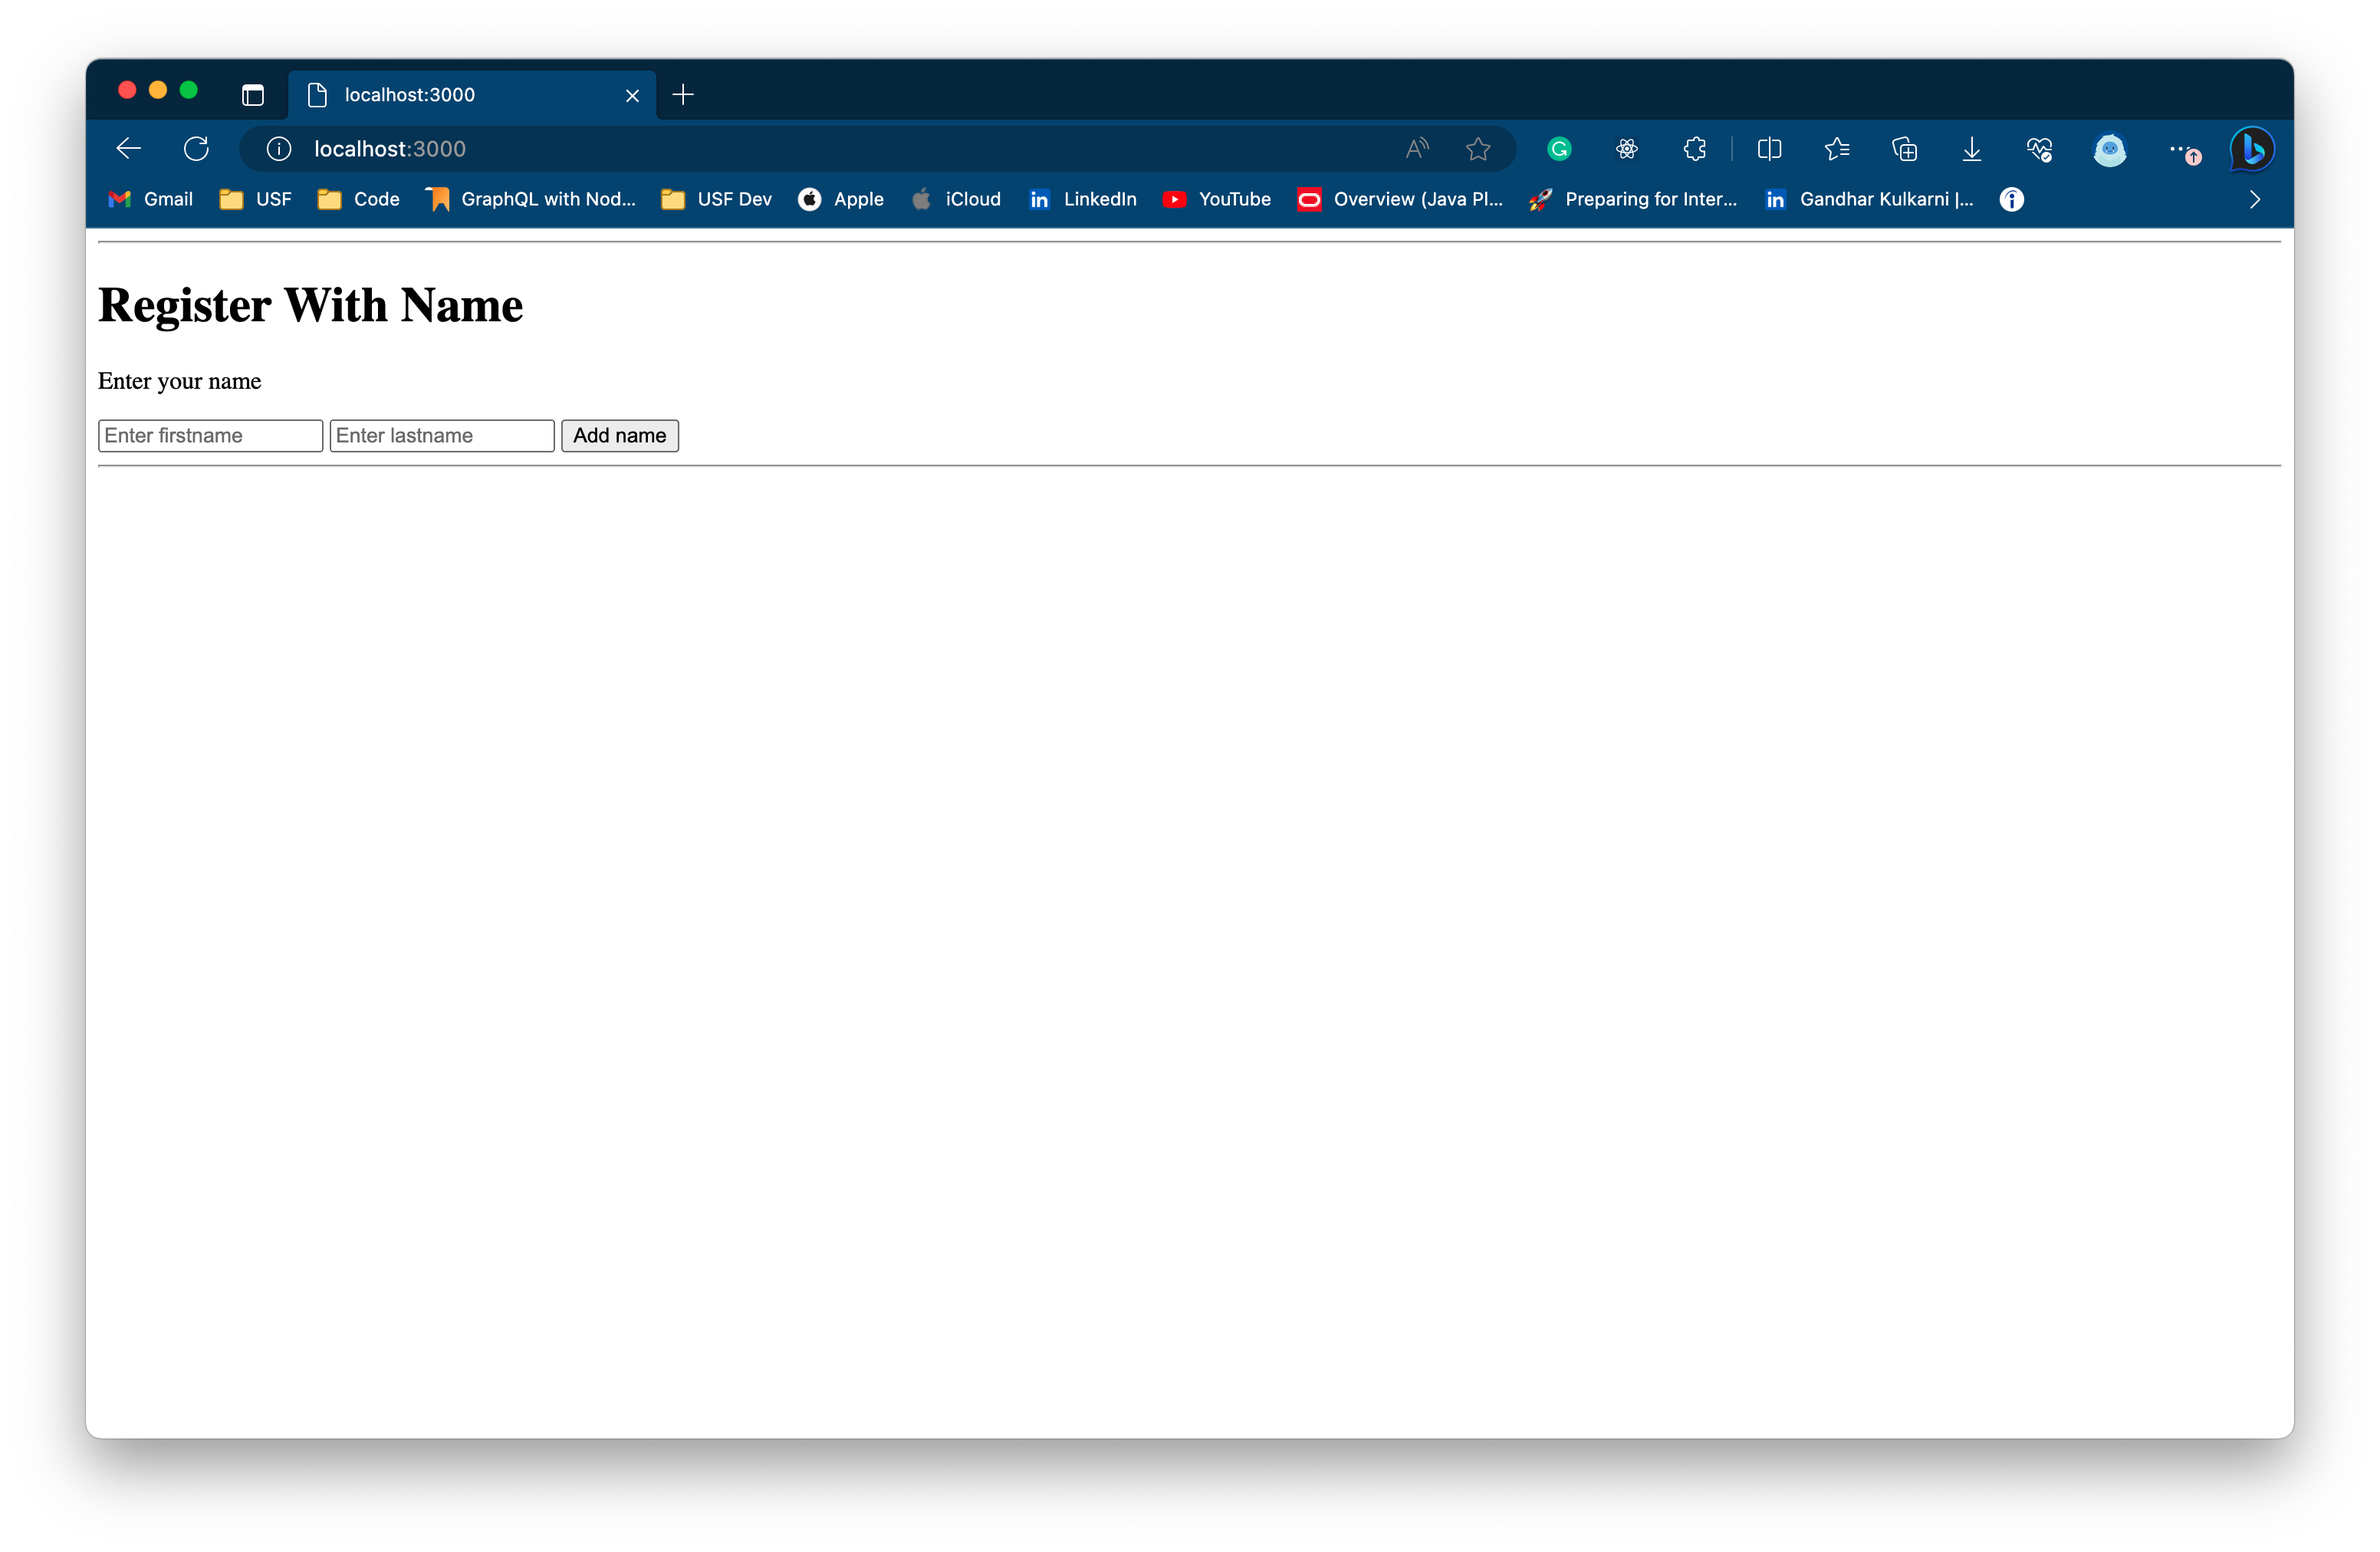 localhost:3000
localhost:3000
Gmail USF Code GraphQL with Nod... USF Dev Apple iCloud LinkedIn YouTube Overview (Java Pl... Preparing for Inter... Gandhar Kulkarni |...
Register With Name
Enter your name
Enter firstname Enter lastname Add name